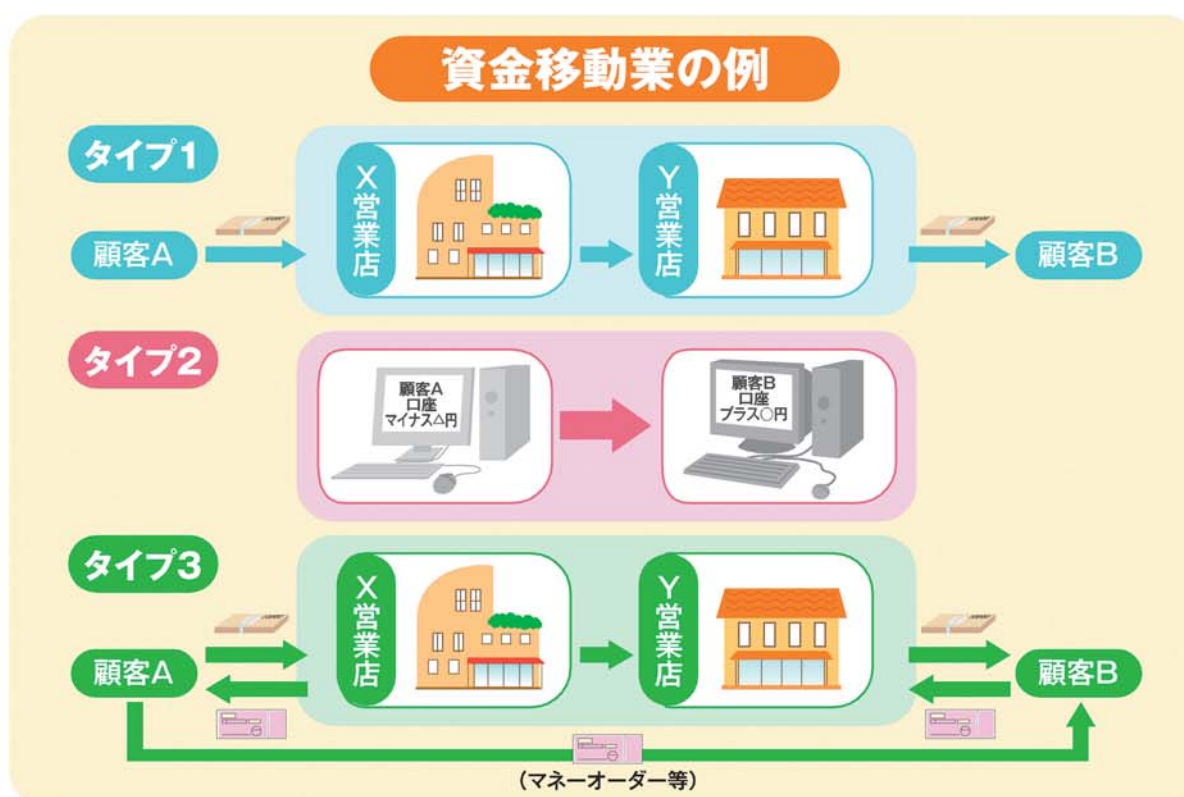 資金移動業の例
タイプ1
X営業店
Y営業店
顧客A
顧客B
タイプ2
顧客A
口座
マイナス△円
顧客B
口座
プラス○円
タイプ3
X営業店
Y営業店
顧客A
顧客B
(マネーオーダー等)